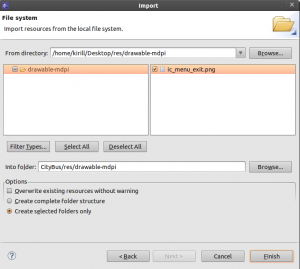 Import
File system
Import resources from the local file system.
From directory: /home/kirill/Desktop/res/drawable-mdpi Browse...
drawable-mdpi ic_menu_exit.png
Filter Types... Select All Deselect All
Into folder: CityBus/res/drawable-mdpi Browse...
Options
Overwrite existing resources without warning
Create complete folder structure
Create selected folders only
< Back Next > Cancel Finish